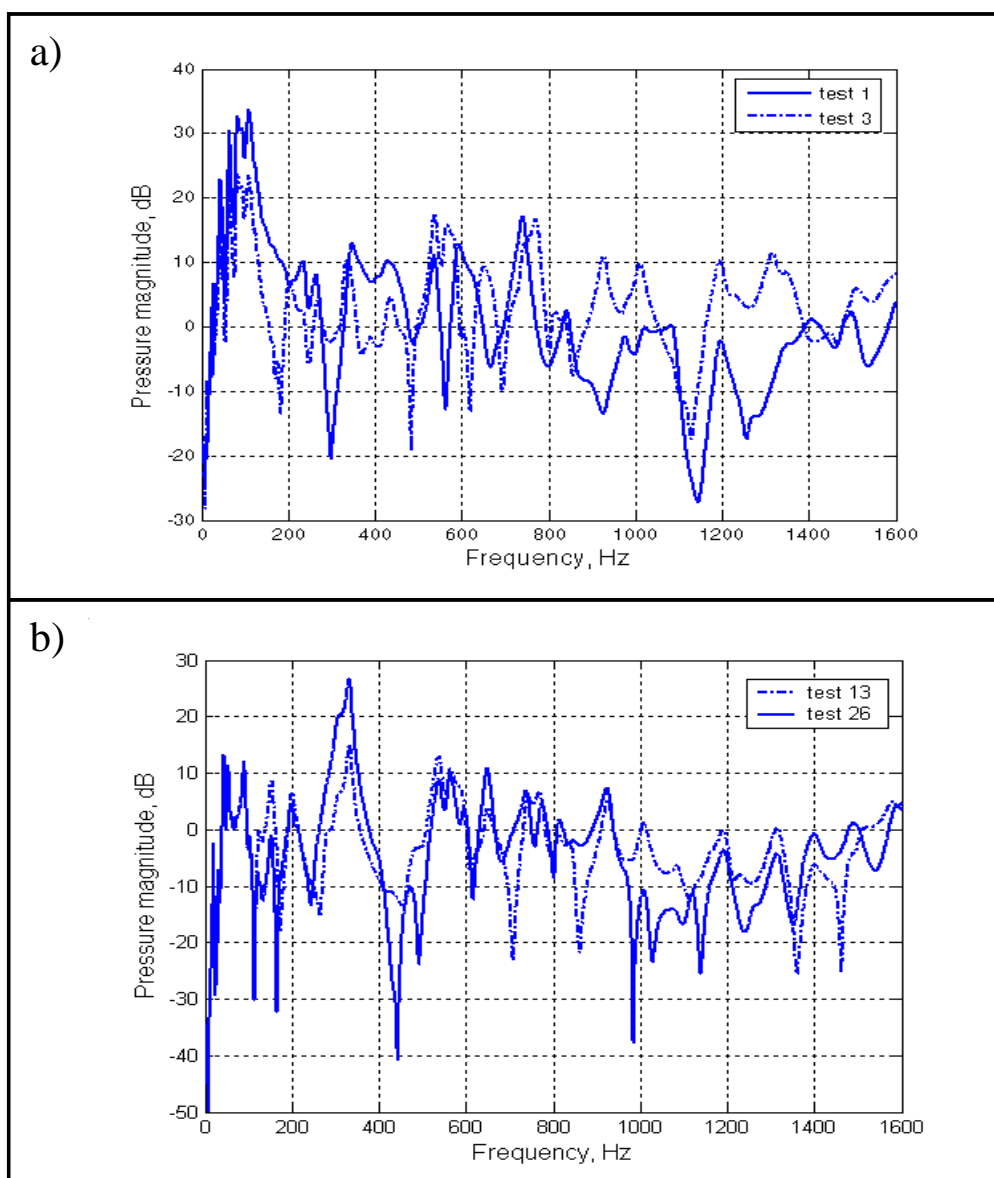 a)
40
30
20
10
0
-10
-20
-30
Pressure magnitude, dB
test 1
test 3
0 200 400 600 800 1000 1200 1400 1600
Frequency, Hz
b)
30
20
10
0
-10
-20
-30
-40
-50
Pressure magnitude, dB
test 13
test 26
0 200 400 600 800 1000 1200 1400 1600
Frequency, Hz